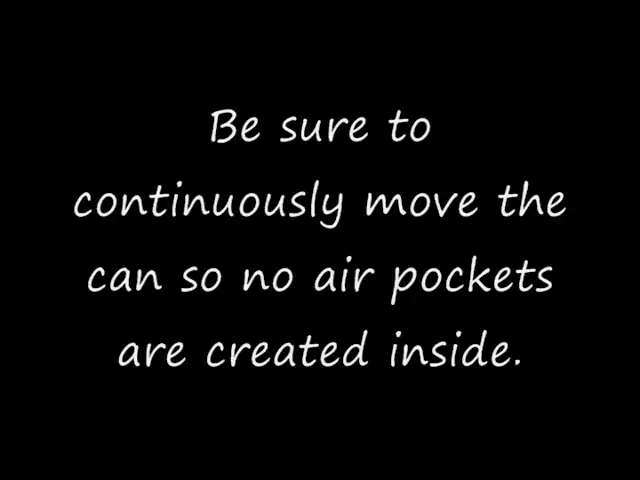 Be sure to
continuously move the
can so no air pockets
are created inside.